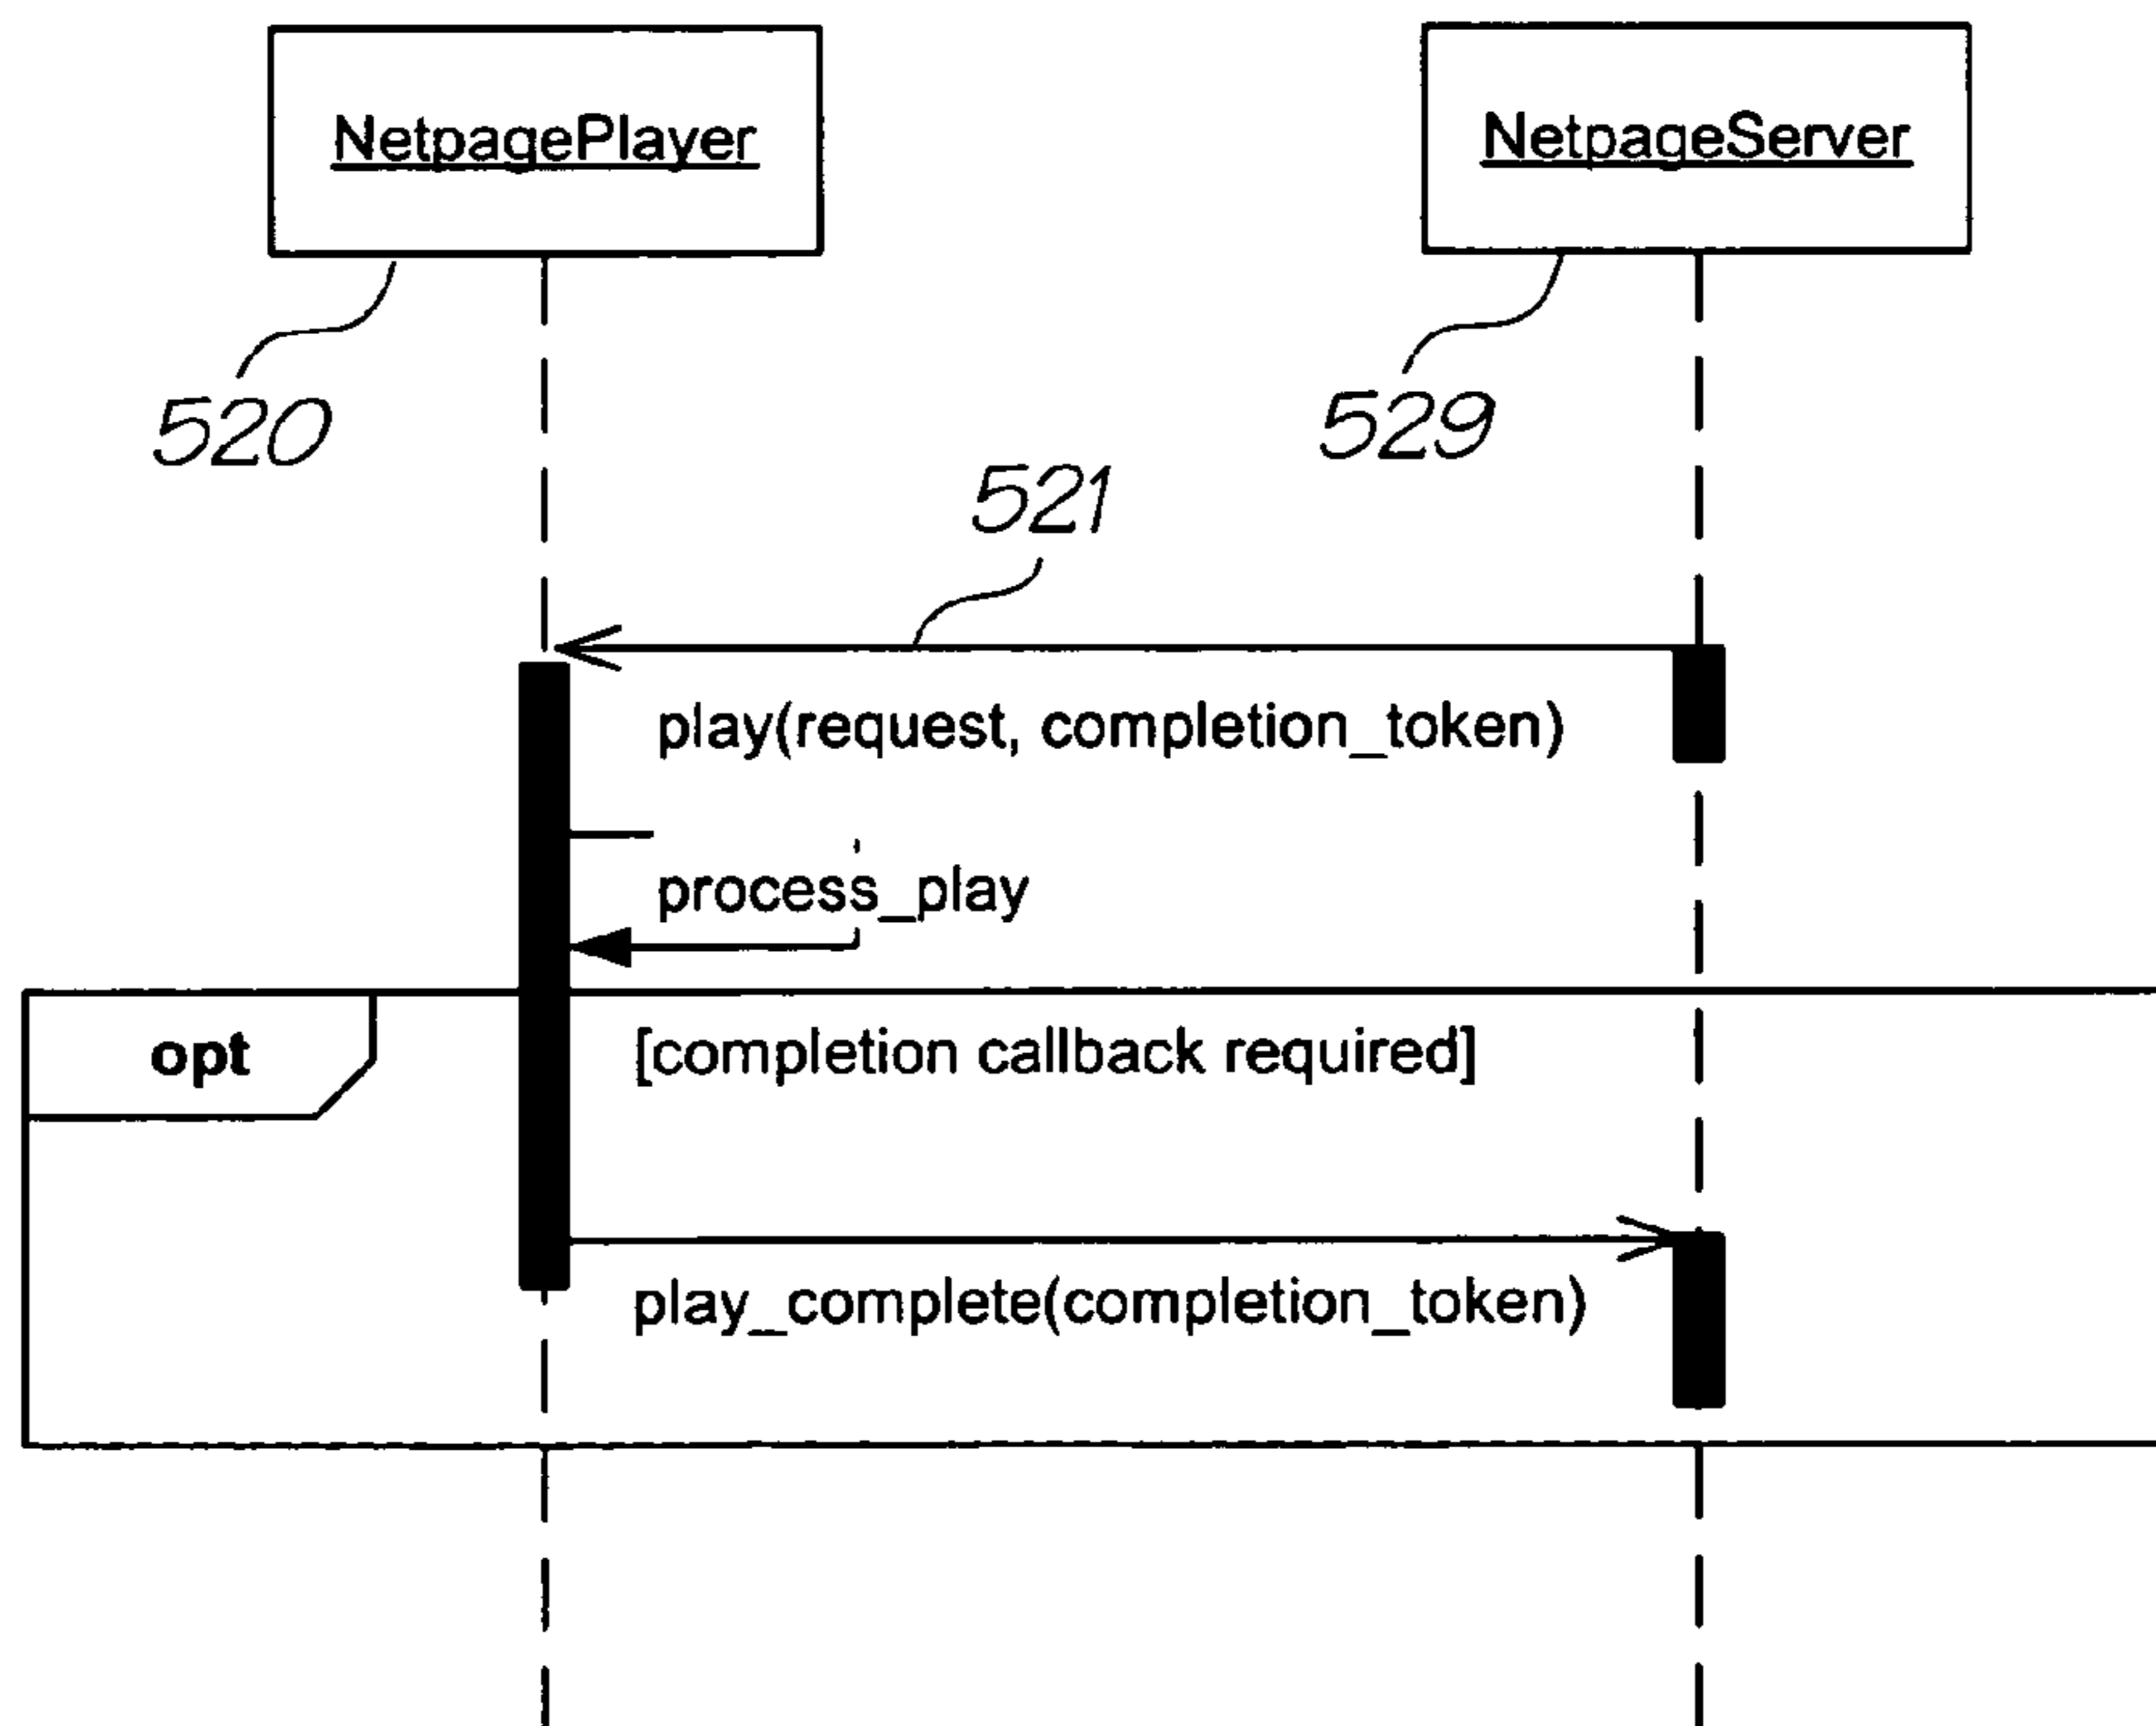 NetpagePlayer
NetpageServer
520
529
521
play(request, completion_token)
process_play
opt
[completion callback required]
play_complete(completion_token)